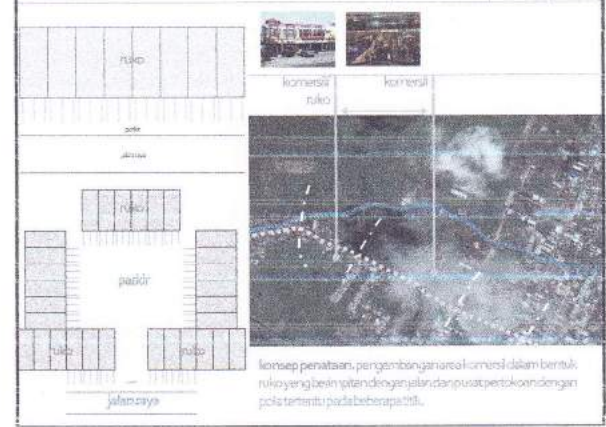 ruko
parkir
jalan raya
ruko
parkir
ruko
ruko
jalan raya
komersil
ruko
komersil
konsep penataan, pengembangan area komersil dalam bentuk
ruko yang berimpitan dengan jalan dan pusat pertokoan dengan
pola tertentu pada beberapa titik.